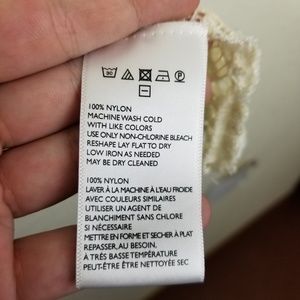 100% NYLON
MACHINE WASH COLD
WITH LIKE COLORS
USE ONLY NON-CHLORINE BLEACH
RESHAPE LAY FLAT TO DRY
LOW IRON AS NEEDED
MAY BE DRY CLEANED
100% NYLON
LAVER À LA MACHINE À L'EAU FROIDE
AVEC COULEURS SIMILAIRES
UTILISER UN AGENT DE
BLANCHIMENT SANS CHLORE
SI NÉCESSAIRE
METTRE EN FORME ET SECHER À PLAT
REPASSER, AU BESOIN,
À TRÈS BASSE TEMPÉRATURE
PEUT-ÊTRE ÊTRE NETTOYÉE SEC